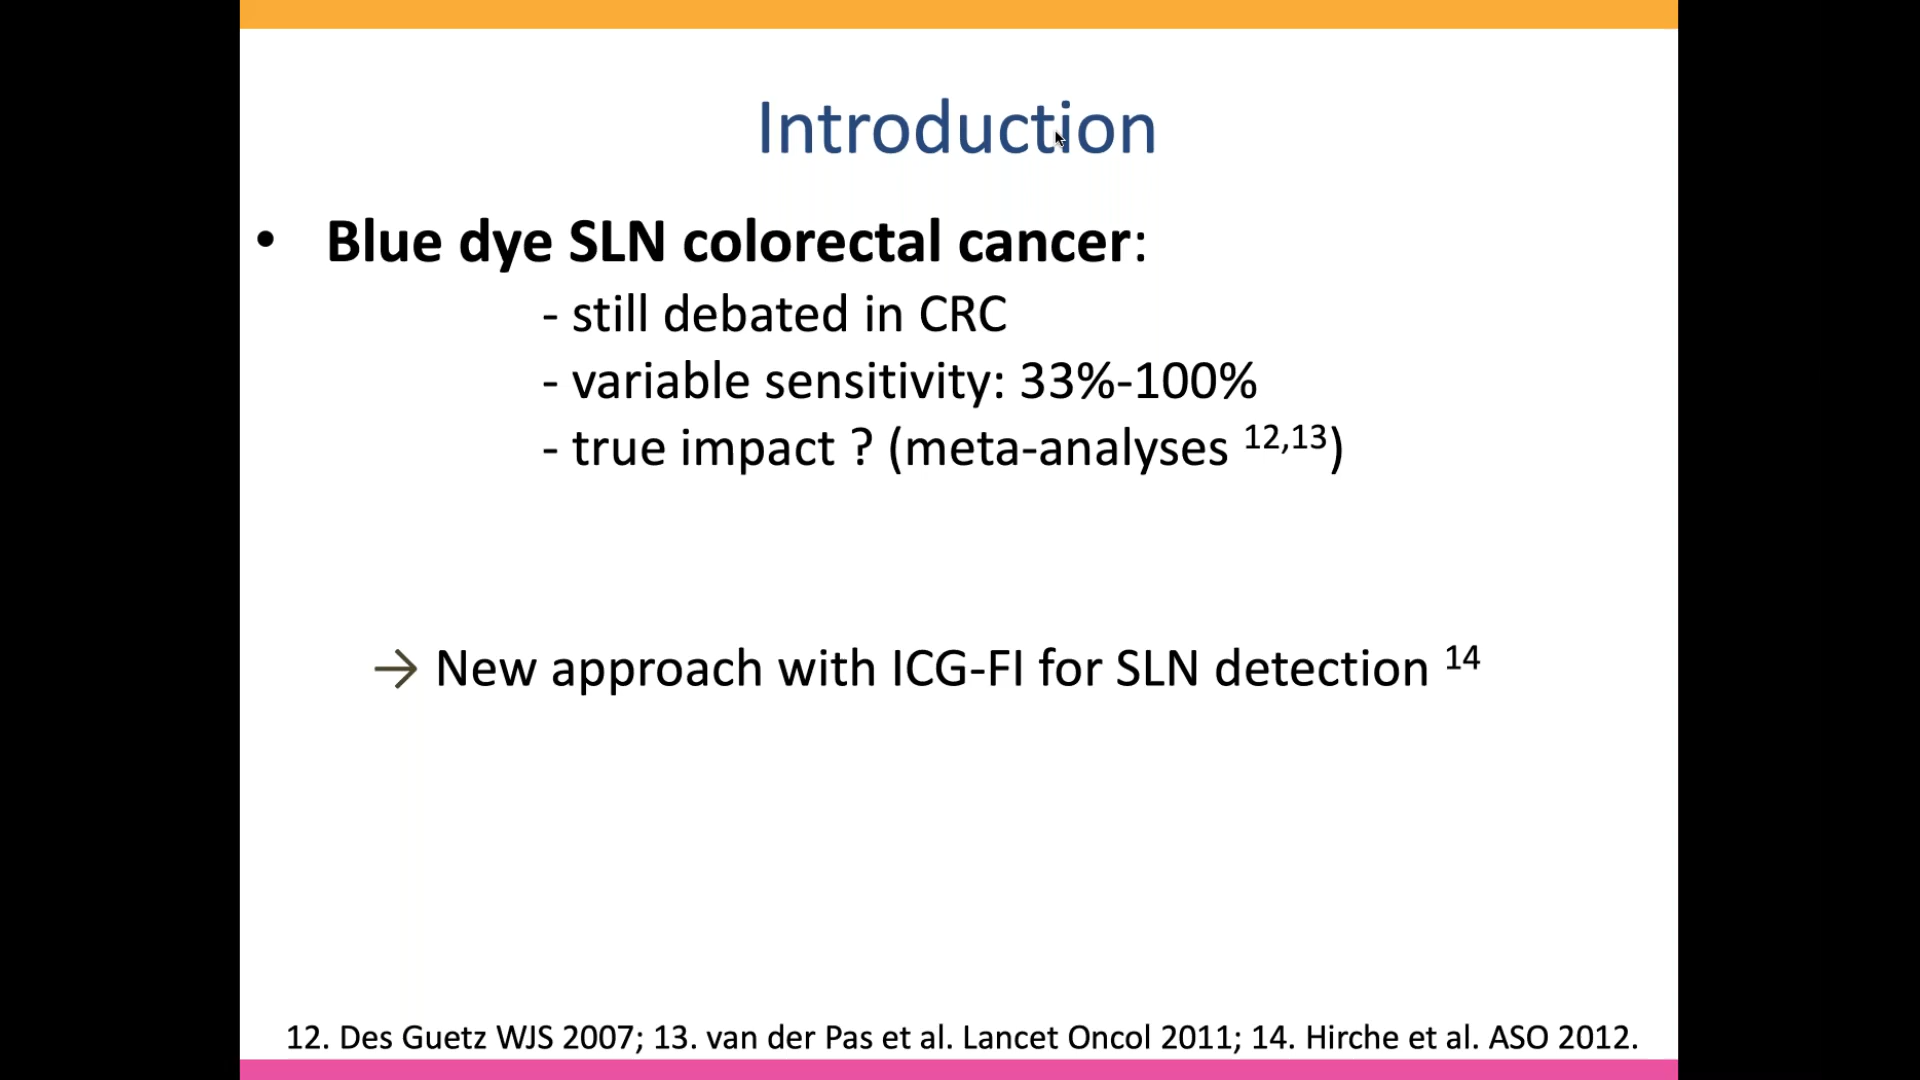 Introduction
• Blue dye SLN colorectal cancer:
- still debated in CRC
- variable sensitivity: 33%-100%
- true impact ? (meta-analyses 12,13)
→ New approach with ICG-FI for SLN detection 14
12. Des Guetz WJS 2007; 13. van der Pas et al. Lancet Oncol 2011; 14. Hirche et al. ASO 2012.